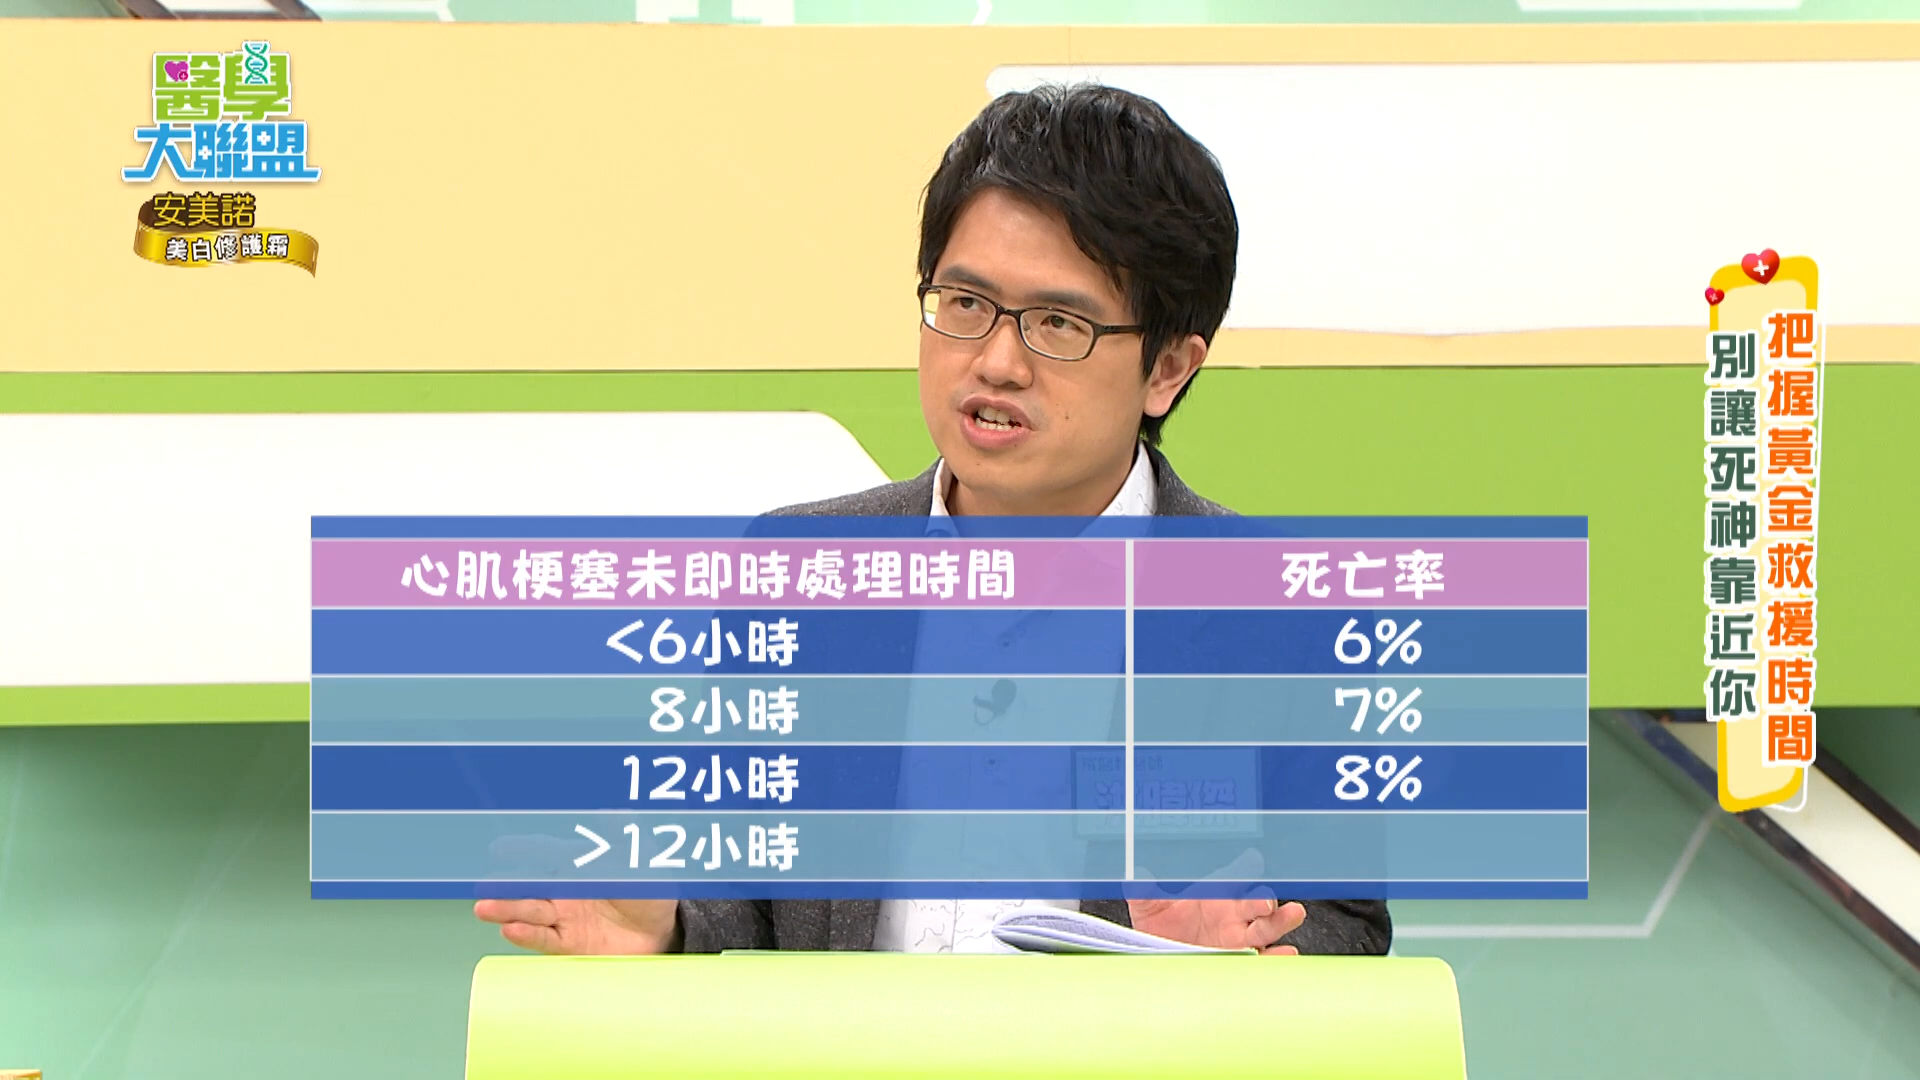 醫學
大聯盟
安美諾
美白修護霜
把握黃金救援時間
別讓死神靠近你
心肌梗塞未即時處理時間 死亡率
<6小時 6%
8小時 7%
12小時 8%
>12小時